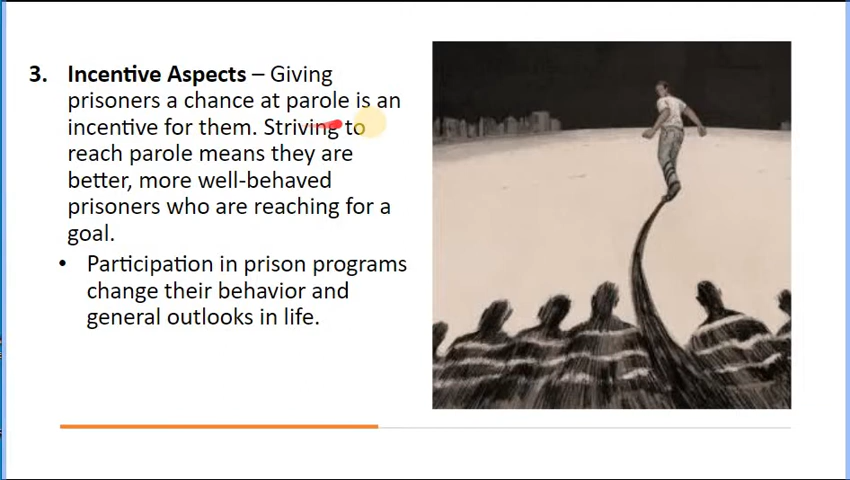 3. Incentive Aspects – Giving
prisoners a chance at parole is an
incentive for them. Striving to
reach parole means they are
better, more well-behaved
prisoners who are reaching for a
goal.
• Participation in prison programs
change their behavior and
general outlooks in life.